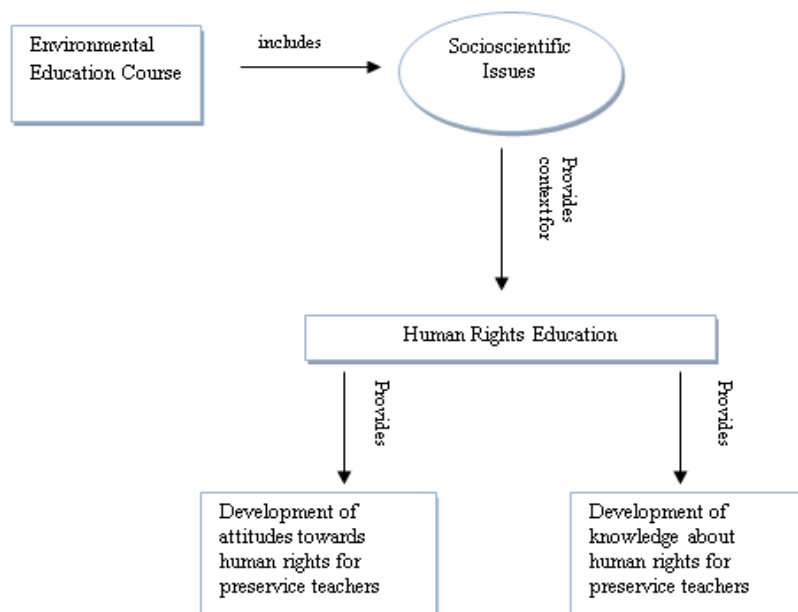 Environmental
Education Course
includes
Socioscientific
Issues
Provides
context for
Human Rights Education
Provides
Provides
Development of
attitudes towards
human rights for
preservice teachers
Development of
knowledge about
human rights for
preservice teachers